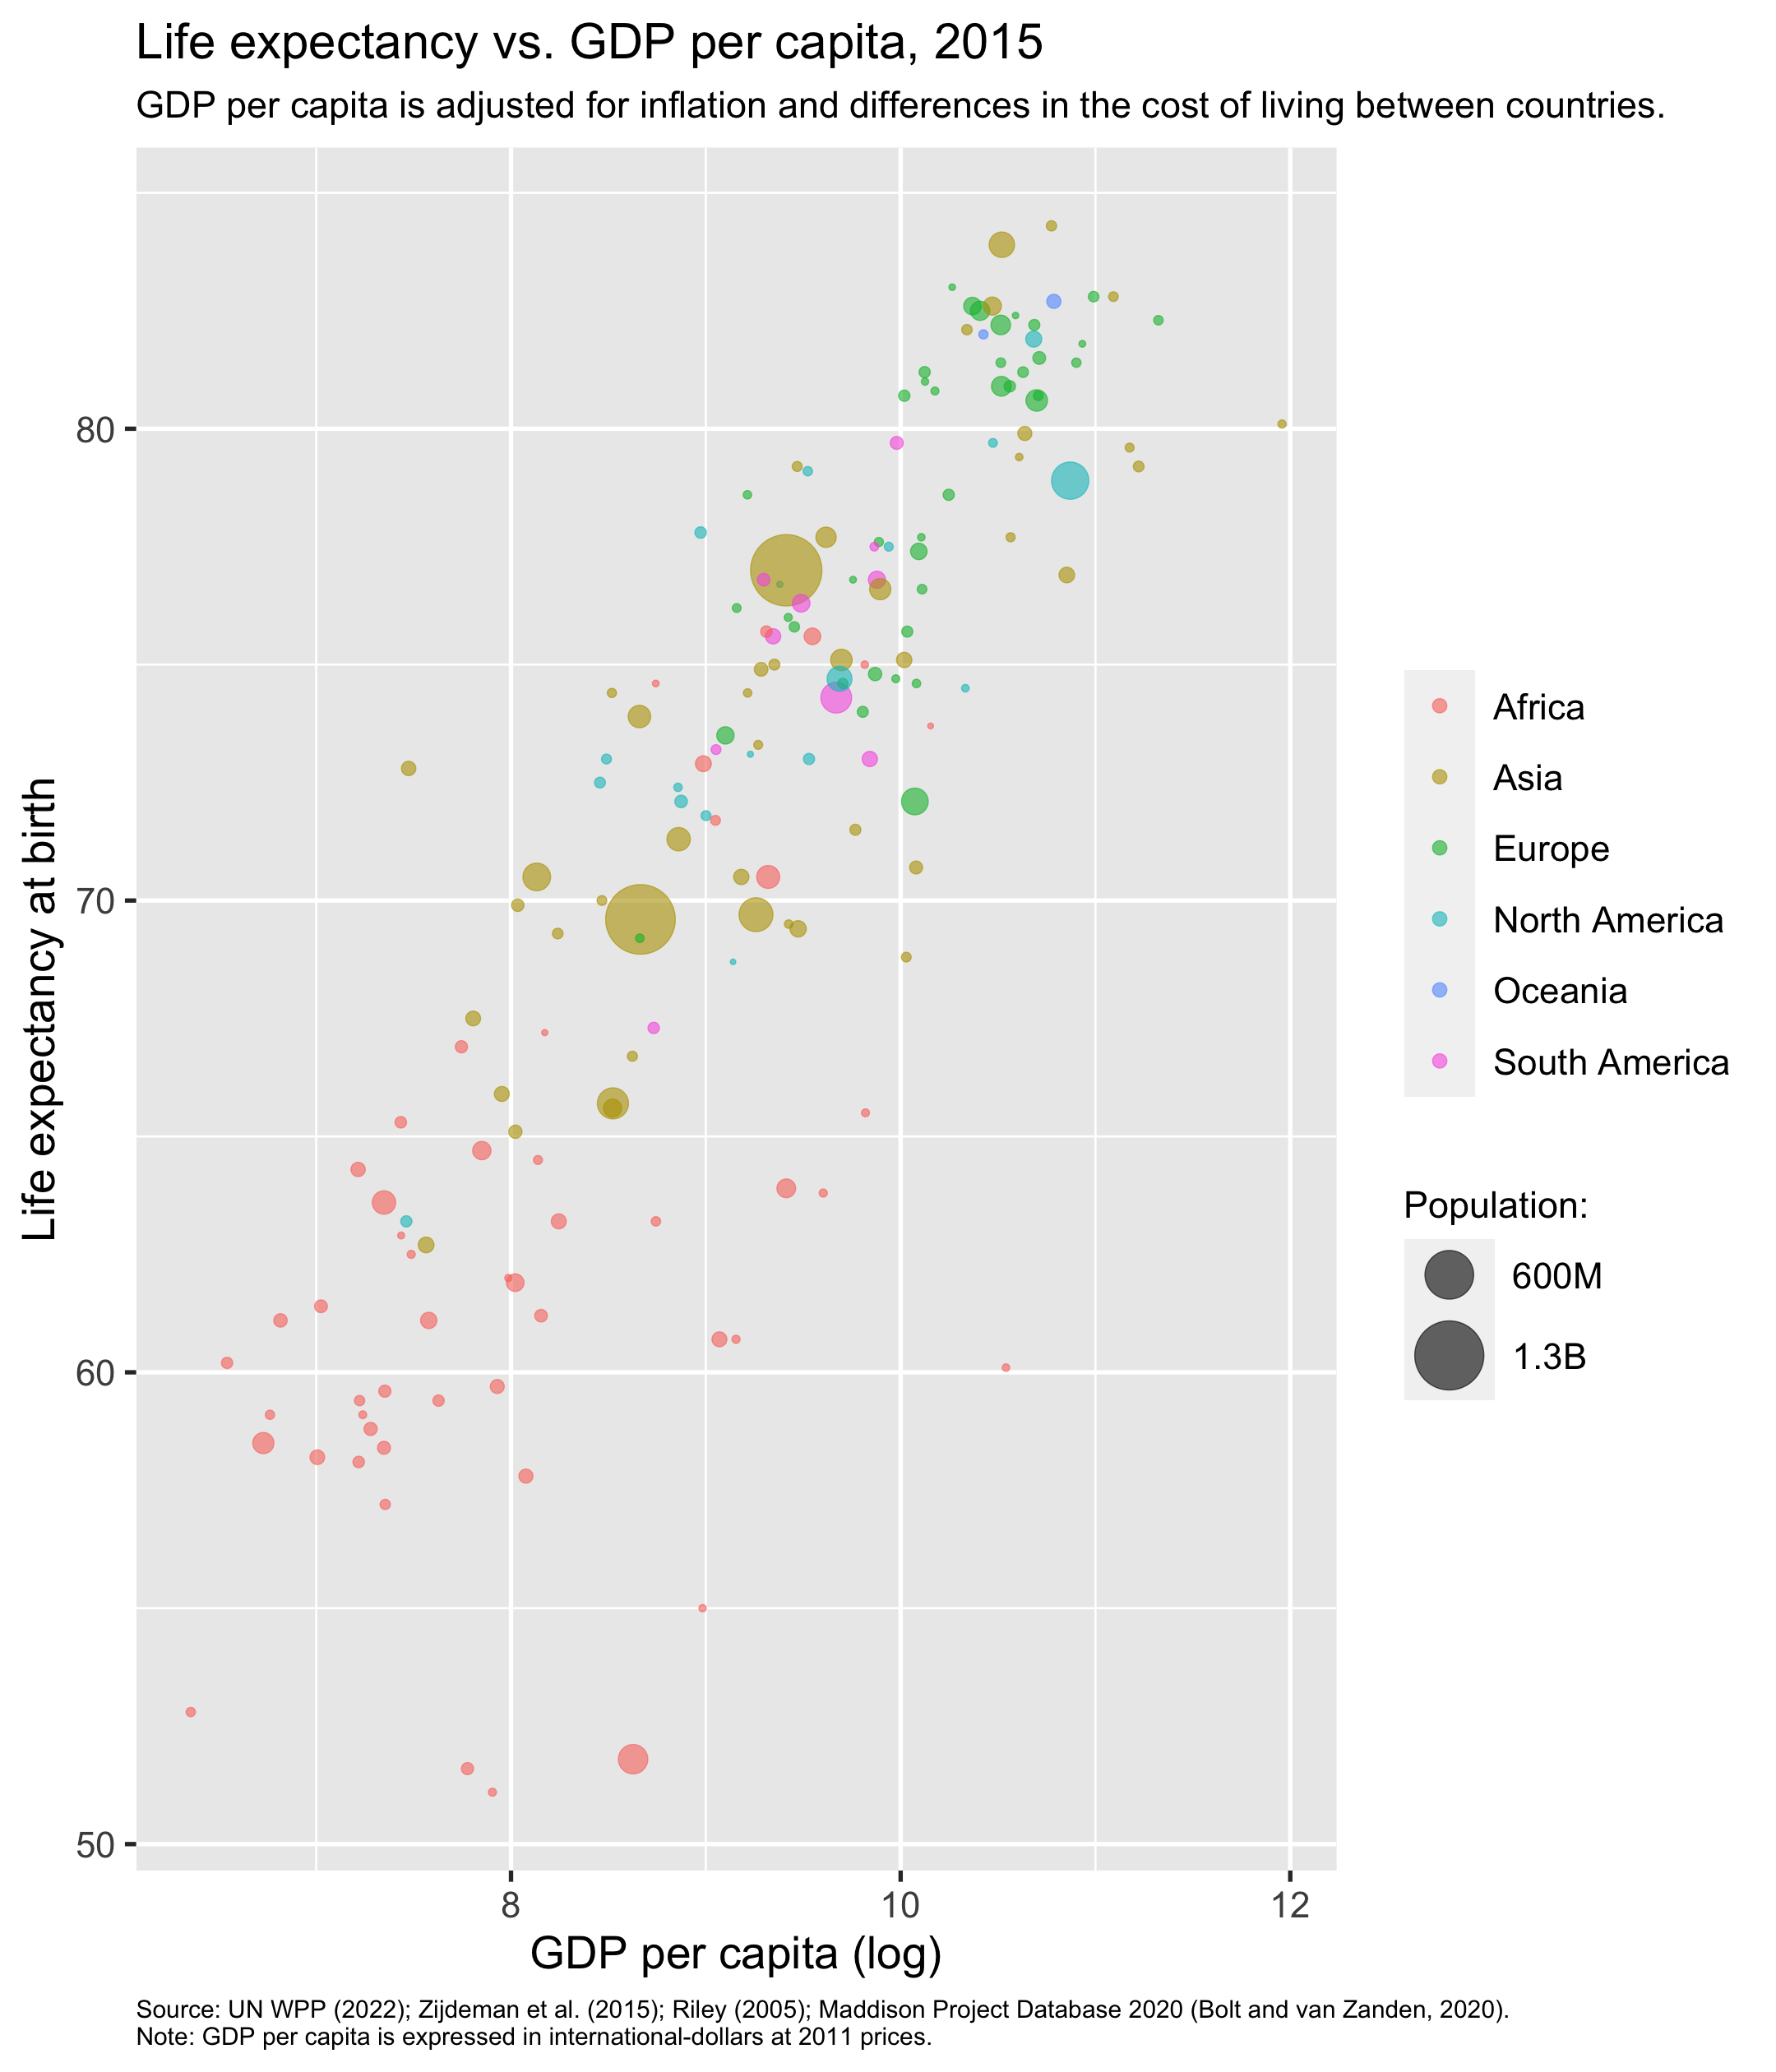 Life expectancy vs. GDP per capita, 2015
GDP per capita is adjusted for inflation and differences in the cost of living between countries.
Life expectancy at birth
80
70
60
50
8
10
12
GDP per capita (log)
Africa
Asia
Europe
North America
Oceania
South America
Population:
600M
1.3B
Source: UN WPP (2022); Zijdeman et al. (2015); Riley (2005); Maddison Project Database 2020 (Bolt and van Zanden, 2020).
Note: GDP per capita is expressed in international-dollars at 2011 prices.